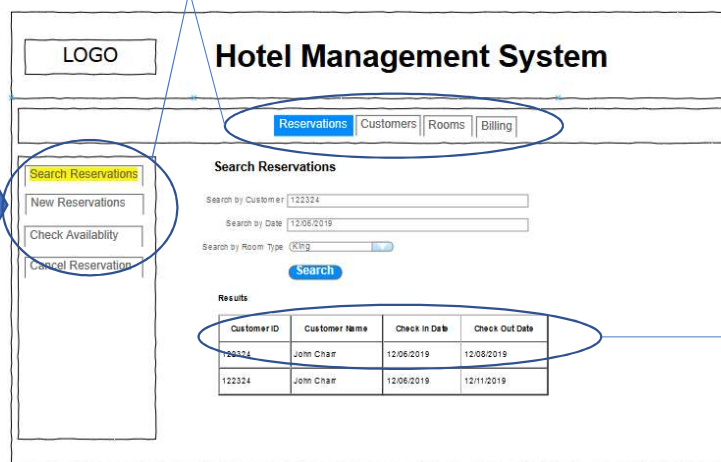 LOGO
Hotel Management System
Reservations Customers Rooms Billing
Search Reservations
New Reservations
Check Availablity
Cancel Reservation
Search Reservations
Search by Customer 122324
Search by Date 12/06/2019
Search by Room Type King
Search
Results
Customer ID Customer Name Check In Date Check Out Date
122324 John Charr 12/06/2019 12/08/2019
122324 John Charr 12/06/2019 12/11/2019